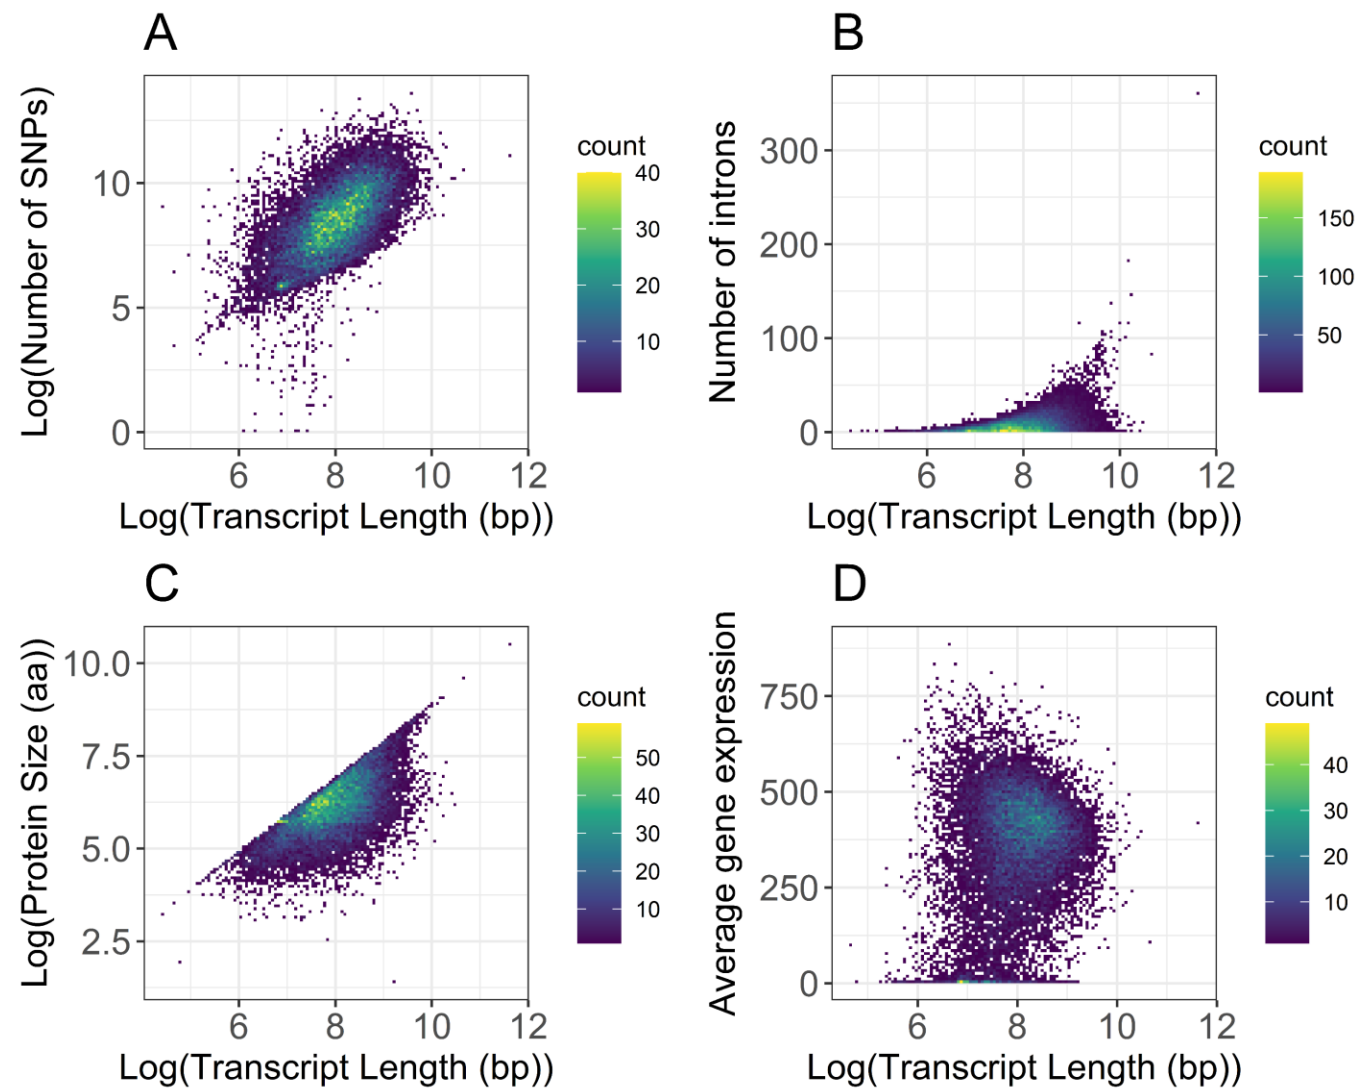 A
Log(Number of SNPs)
10
5
0
6 8 10 12
Log(Transcript Length (bp))
count
40
30
20
10
B
Number of introns
300
200
100
0
6 8 10 12
Log(Transcript Length (bp))
count
150
100
50
C
Log(Protein Size (aa))
10.0
7.5
5.0
2.5
6 8 10 12
Log(Transcript Length (bp))
count
50
40
30
20
10
D
Average gene expression
750
500
250
0
6 8 10 12
Log(Transcript Length (bp))
count
40
30
20
10